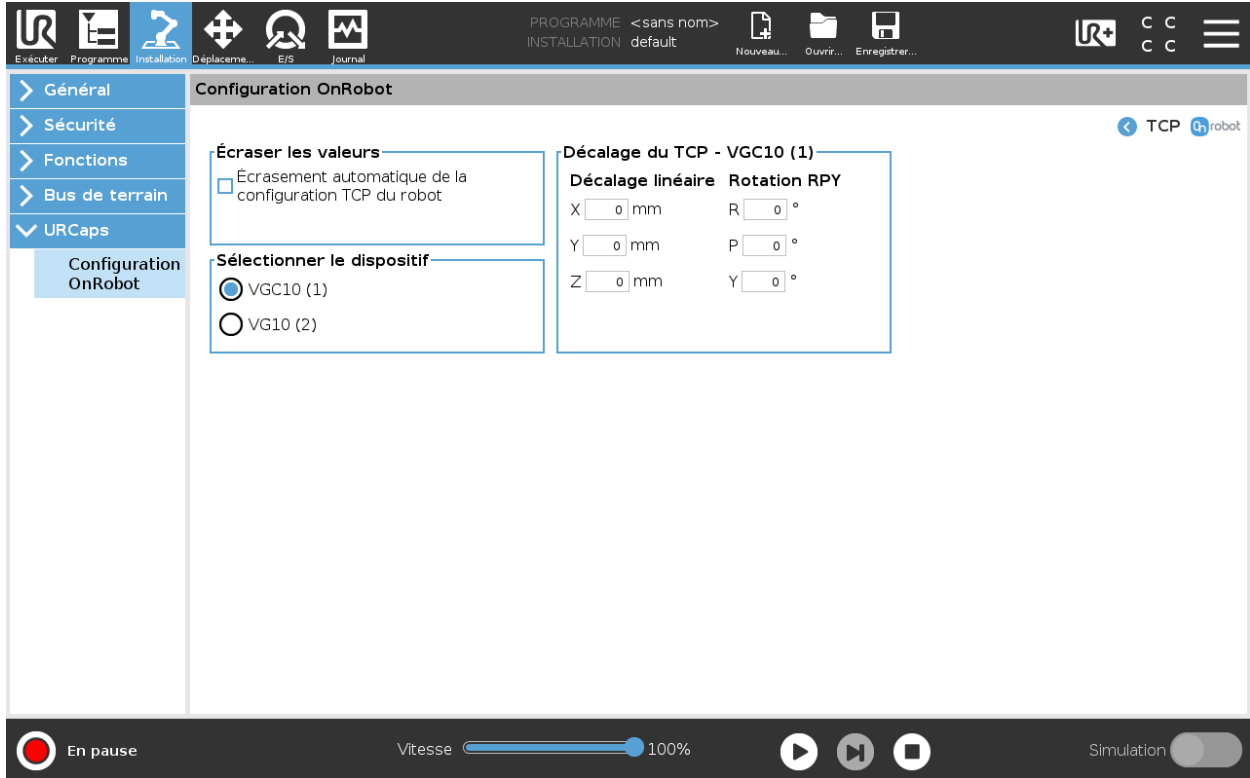 PROGRAMME <sans nom>
INSTALLATION default
Exécuter
Programme
Installation
Déplaceme...
E/S
Journal
Nouveau...
Ouvrir...
Enregistrer...
UR+
C C
C C
Général
Sécurité
Fonctions
Bus de terrain
URCaps
Configuration
OnRobot
Configuration OnRobot
TCP OnRobot
Écraser les valeurs
Écrasement automatique de la
configuration TCP du robot
Sélectionner le dispositif
VGC10 (1)
VG10 (2)
Décalage du TCP - VGC10 (1)
Décalage linéaire Rotation RPY
X 0 mm R 0 °
Y 0 mm P 0 °
Z 0 mm Y 0 °
En pause
Vitesse 100%
Simulation